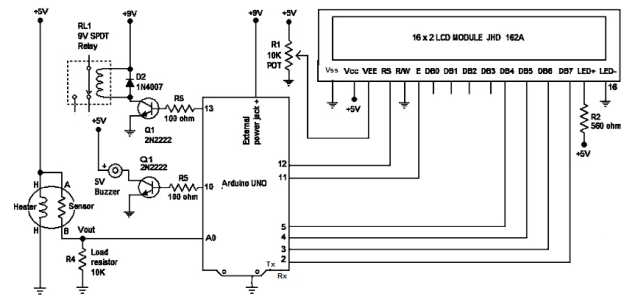 +5V
RL1
9V SPDT
Relay
+9V
D2
1N4007
R5
100 ohm
13
Q1
2N2222
+5V
5V
Buzzer
Q1
2N2222
R5
180 ohm
10
+9V
External
power jack +
Arduino UNO
12
11
5
4
3
2
A0
Tx
Rx
+5V
R1
10K
POT
16 x 2 LCD MODULE JHD 162A
Vss Vcc VEE RS R/W E DB0 DB1 DB2 DB3 DB4 DB5 DB6 DB7 LED+ LED-
16
+5V
R2
560 ohm
+5V
H A
Heater Sensor
H B
Vout
R4
Load
resistor
10K